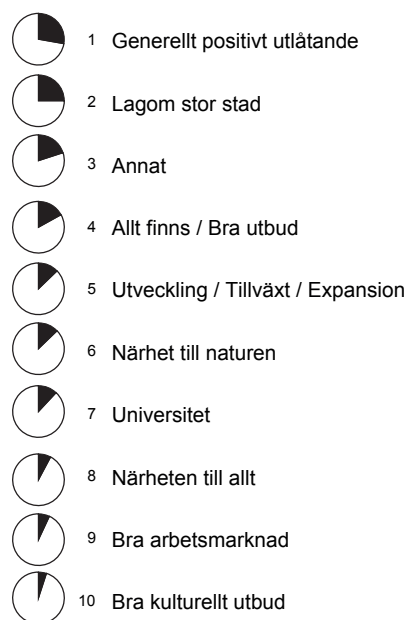 1 Generellt positivt utlåtande
2 Lagom stor stad
3 Annat
4 Allt finns / Bra utbud
5 Utveckling / Tillväxt / Expansion
6 Närhet till naturen
7 Universitet
8 Närheten till allt
9 Bra arbetsmarknad
10 Bra kulturellt utbud